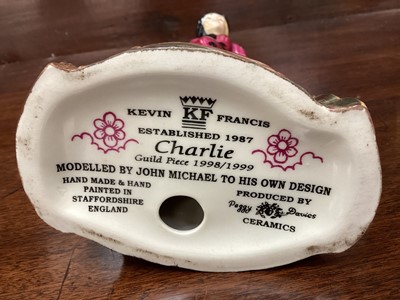 KEVIN KF FRANCIS
ESTABLISHED 1987
Charlie
Guild Piece 1998/1999
MODELLED BY JOHN MICHAEL TO HIS OWN DESIGN
HAND MADE & HAND
PAINTED IN
STAFFORDSHIRE
ENGLAND
PRODUCED BY
Peggy Davies
CERAMICS